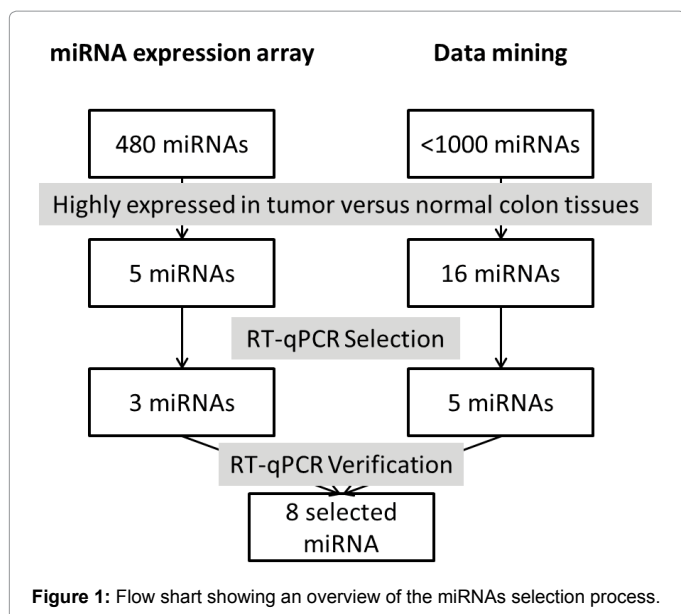 miRNA expression array Data mining
480 miRNAs <1000 miRNAs
Highly expressed in tumor versus normal colon tissues
5 miRNAs 16 miRNAs
RT-qPCR Selection
3 miRNAs 5 miRNAs
RT-qPCR Verification
8 selected
miRNA
Figure 1: Flow shart showing an overview of the miRNAs selection process.